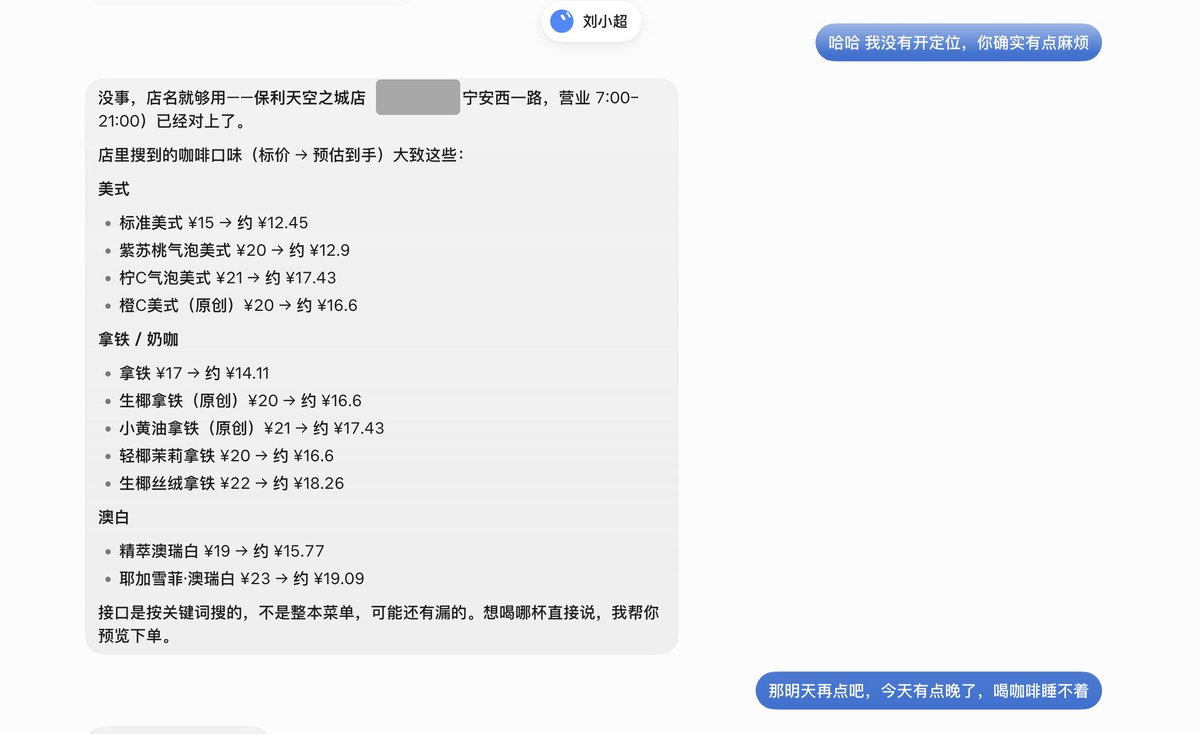 刘小超
哈哈 我没有开定位，你确实有点麻烦
没事，店名就够用——保利天空之城店 宁安西一路，营业 7:00-
21:00）已经对上了。
店里搜到的咖啡口味（标价 → 预估到手）大致这些：
美式
• 标准美式 ¥15 → 约 ¥12.45
• 紫苏桃气泡美式 ¥20 → 约 ¥12.9
• 柠C气泡美式 ¥21 → 约 ¥17.43
• 橙C美式（原创）¥20 → 约 ¥16.6
拿铁 / 奶咖
• 拿铁 ¥17 → 约 ¥14.11
• 生椰拿铁（原创）¥20 → 约 ¥16.6
• 小黄油拿铁（原创）¥21 → 约 ¥17.43
• 轻椰茉莉拿铁 ¥20 → 约 ¥16.6
• 生椰丝绒拿铁 ¥22 → 约 ¥18.26
澳白
• 精萃澳瑞白 ¥19 → 约 ¥15.77
• 耶加雪菲·澳瑞白 ¥23 → 约 ¥19.09
接口是按关键词搜的，不是整本菜单，可能还有漏的。想喝哪杯直接说，我帮你
预览下单。
那明天再点吧，今天有点晚了，喝咖啡睡不着